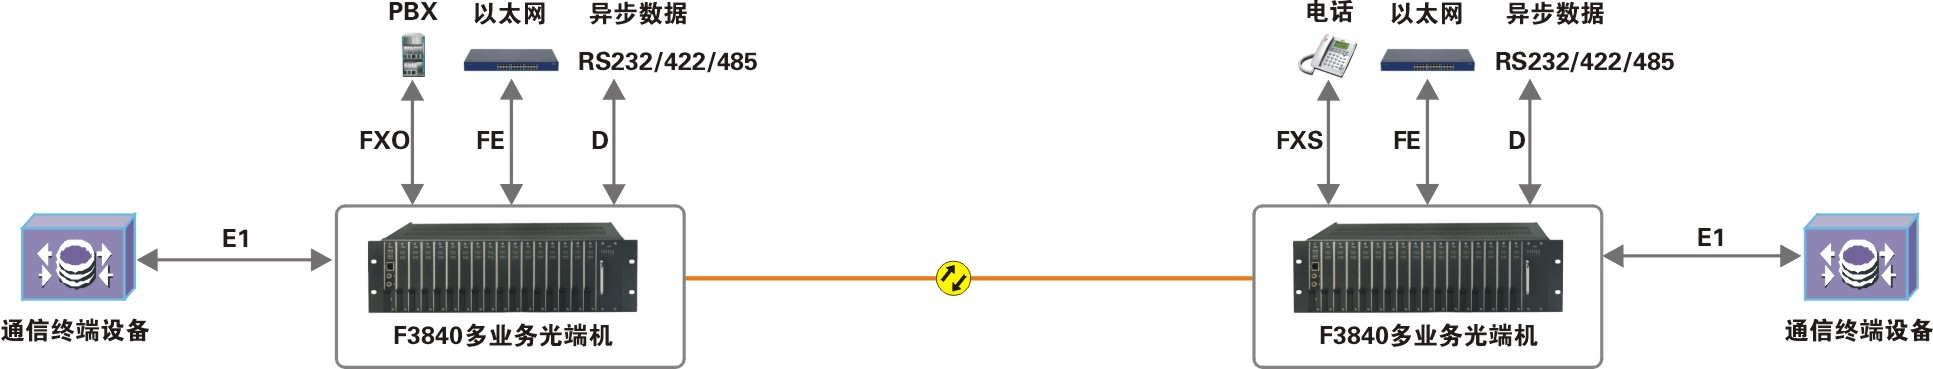 PBX 以太网 异步数据
RS232/422/485
FXO FE D
E1
通信终端设备
F3840多业务光端机
电话 以太网 异步数据
RS232/422/485
FXS FE D
E1
F3840多业务光端机
通信终端设备